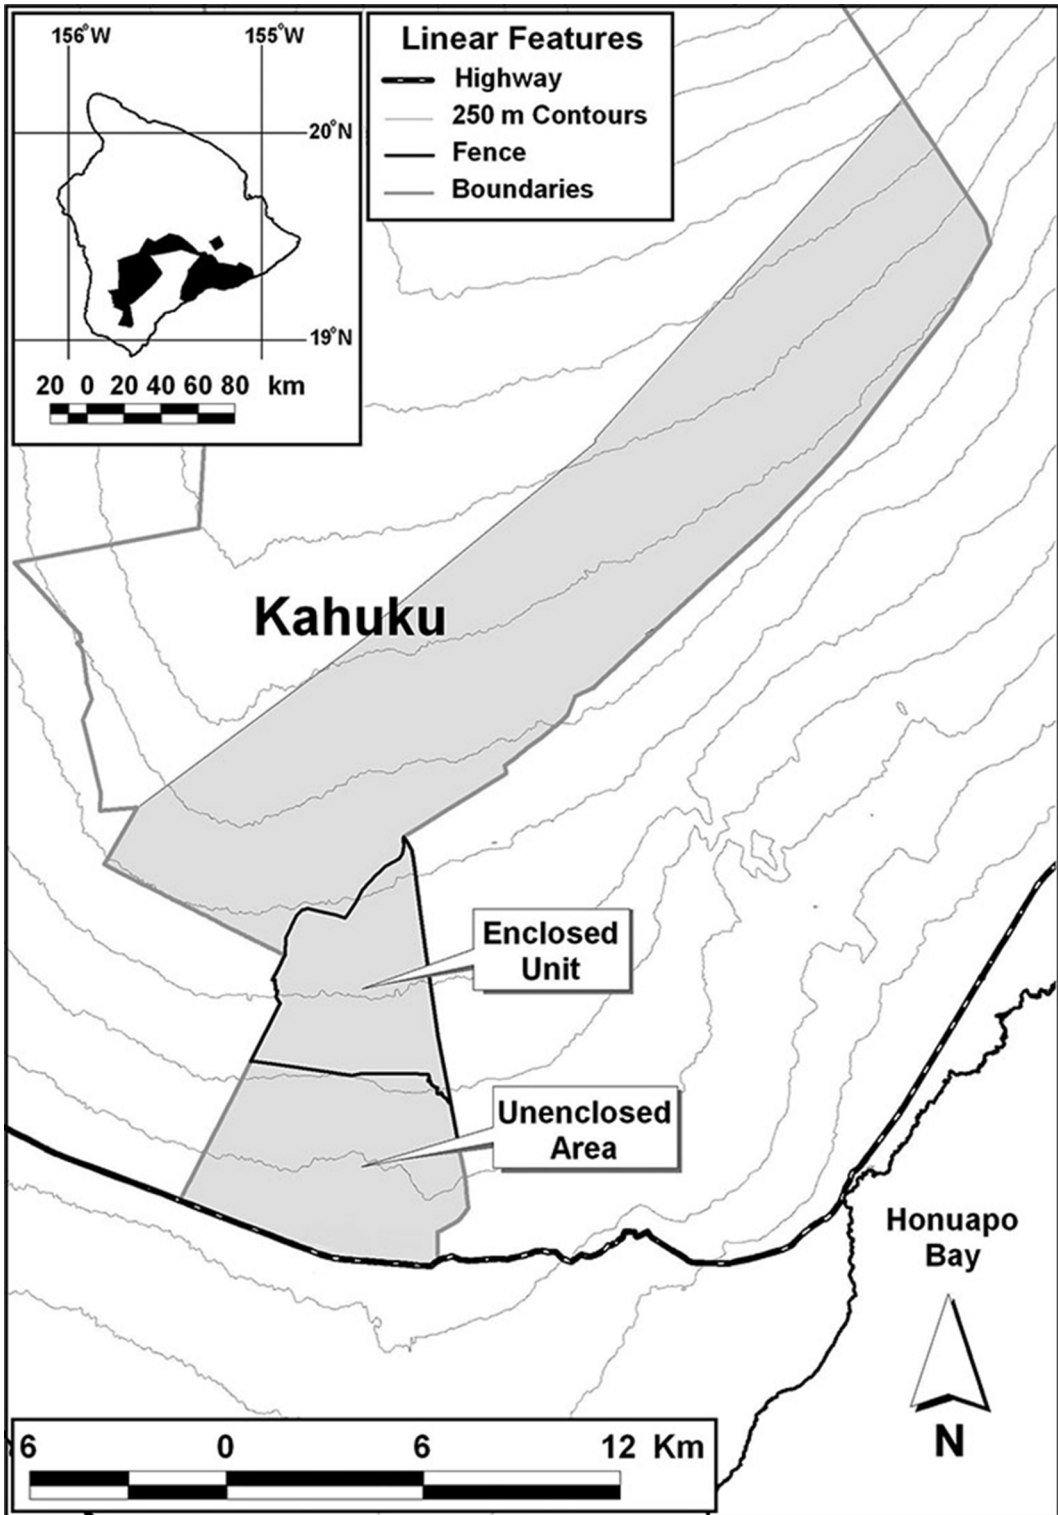 156°W
155°W
20°N
19°N
20 0 20 40 60 80 km
Linear Features
Highway
250 m Contours
Fence
Boundaries
Kahuku
Enclosed
Unit
Unenclosed
Area
Honuapo
Bay
N
6 0 6 12 Km